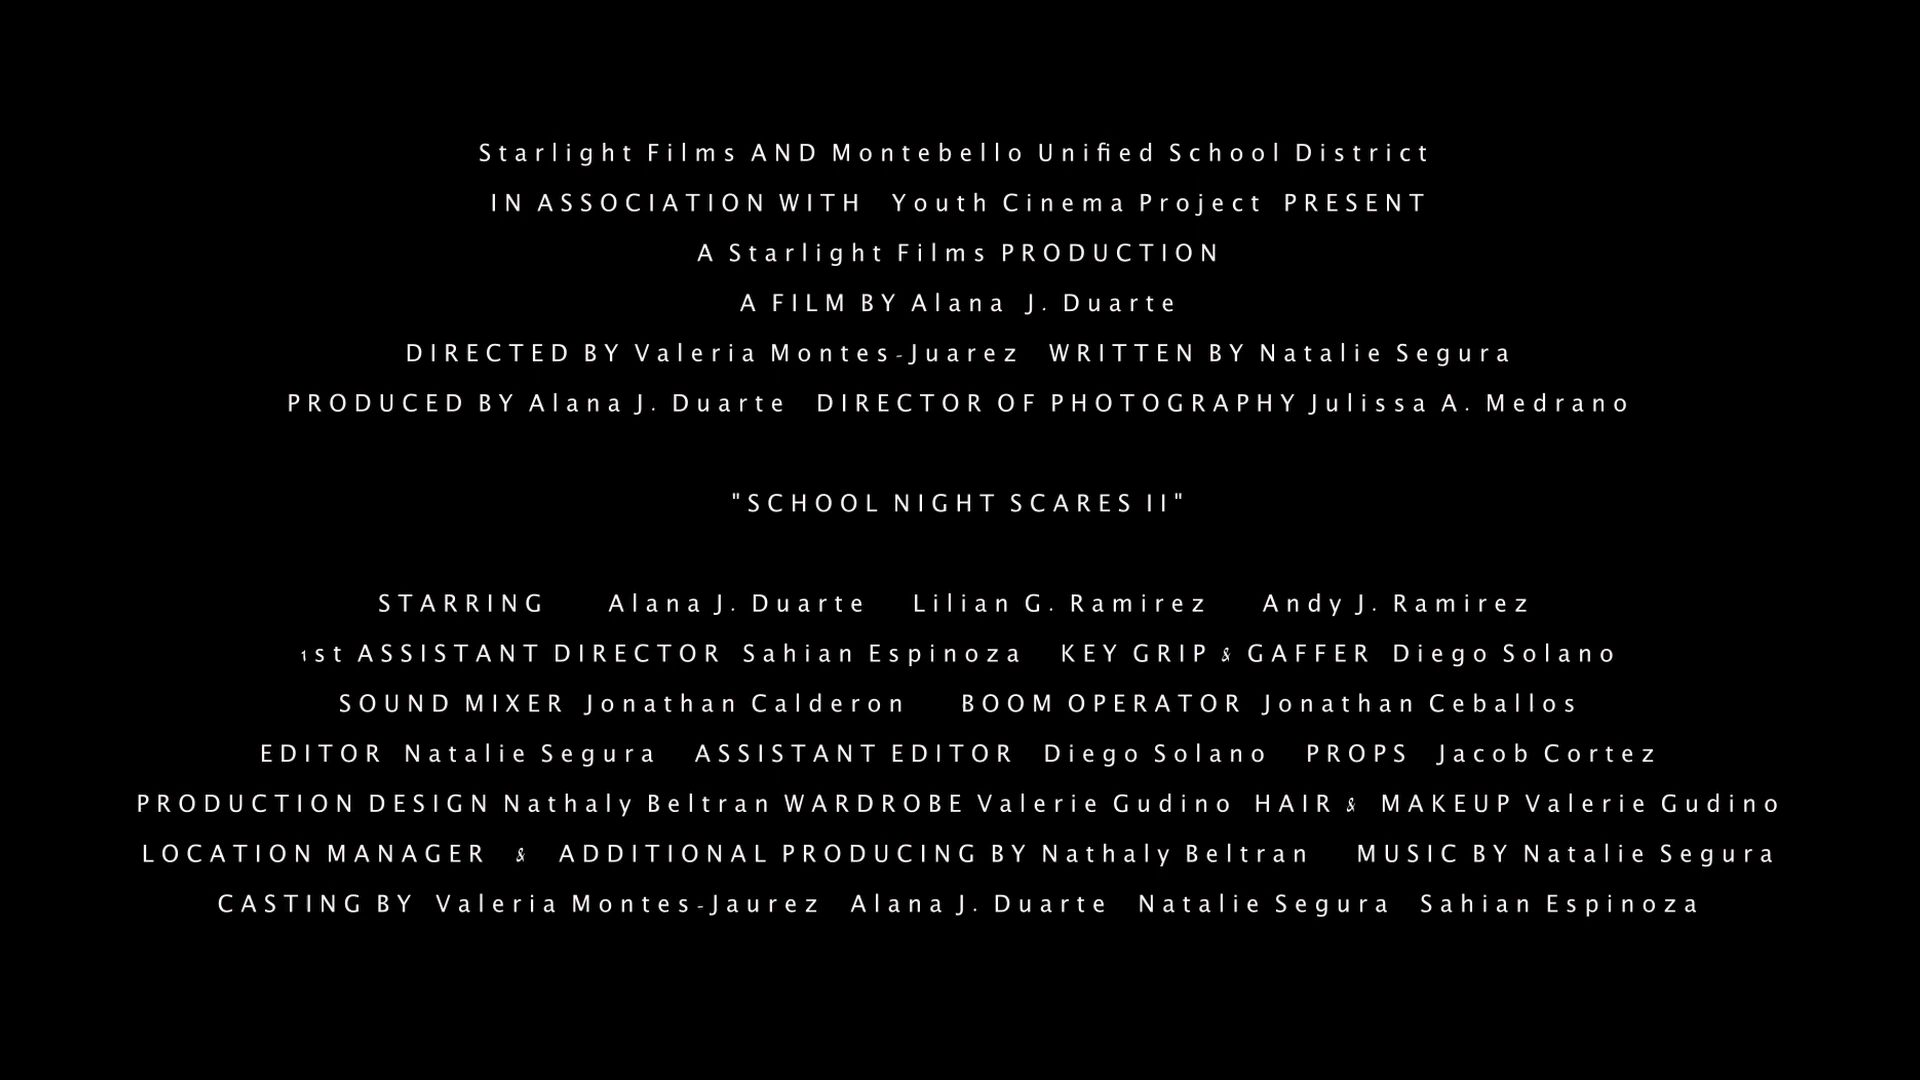 Starlight Films AND Montebello Unified School District
IN ASSOCIATION WITH Youth Cinema Project PRESENT
A Starlight Films PRODUCTION
A FILM BY Alana J. Duarte
DIRECTED BY Valeria Montes-Juarez WRITTEN BY Natalie Segura
PRODUCED BY Alana J. Duarte DIRECTOR OF PHOTOGRAPHY Julissa A. Medrano
"SCHOOL NIGHT SCARES II"
STARRING Alana J. Duarte Lilian G. Ramirez Andy J. Ramirez
1st ASSISTANT DIRECTOR Sahian Espinoza KEY GRIP & GAFFER Diego Solano
SOUND MIXER Jonathan Calderon BOOM OPERATOR Jonathan Ceballos
EDITOR Natalie Segura ASSISTANT EDITOR Diego Solano PROPS Jacob Cortez
PRODUCTION DESIGN Nathaly Beltran WARDROBE Valerie Gudino HAIR & MAKEUP Valerie Gudino
LOCATION MANAGER & ADDITIONAL PRODUCING BY Nathaly Beltran MUSIC BY Natalie Segura
CASTING BY Valeria Montes-Jaurez Alana J. Duarte Natalie Segura Sahian Espinoza